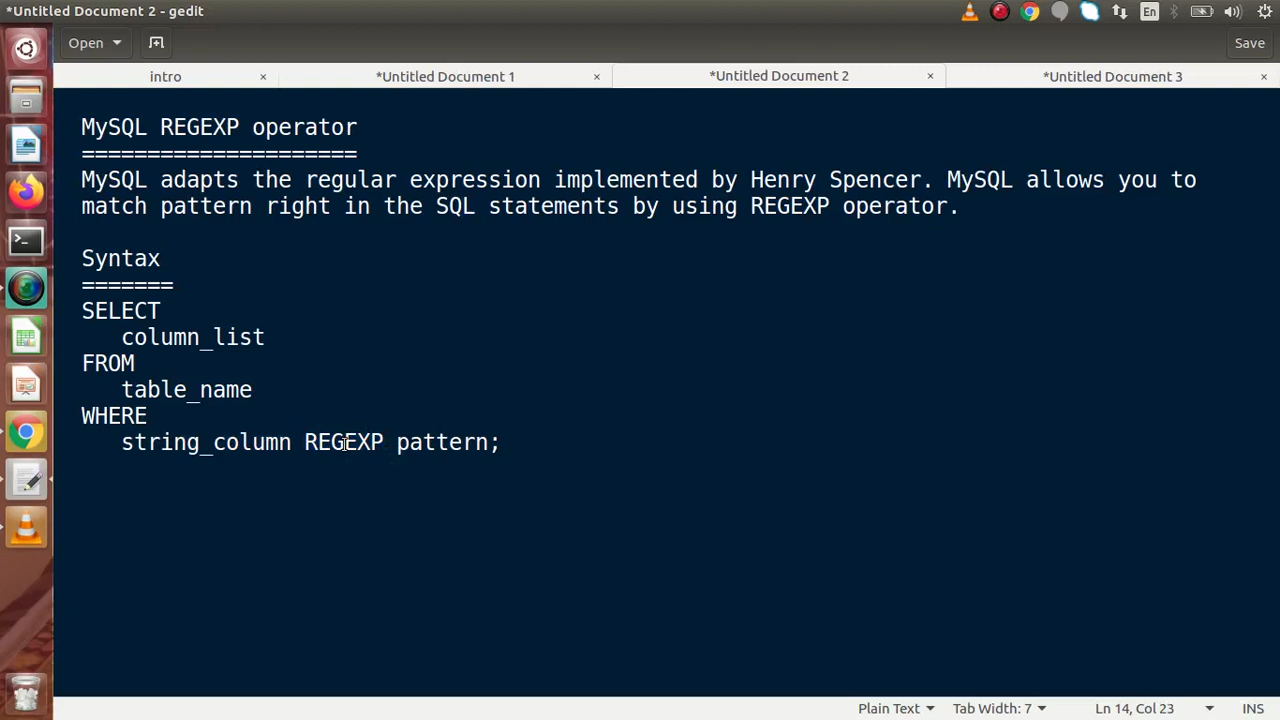 *Untitled Document 2 - gedit
En
Open
Save
intro
*Untitled Document 1
*Untitled Document 2
*Untitled Document 3
MySQL REGEXP operator
=====================
MySQL adapts the regular expression implemented by Henry Spencer. MySQL allows you to
match pattern right in the SQL statements by using REGEXP operator.
Syntax
=======
SELECT
column_list
FROM
table_name
WHERE
string_column REGEXP pattern;
Plain Text
Tab Width: 7
Ln 14, Col 23
INS